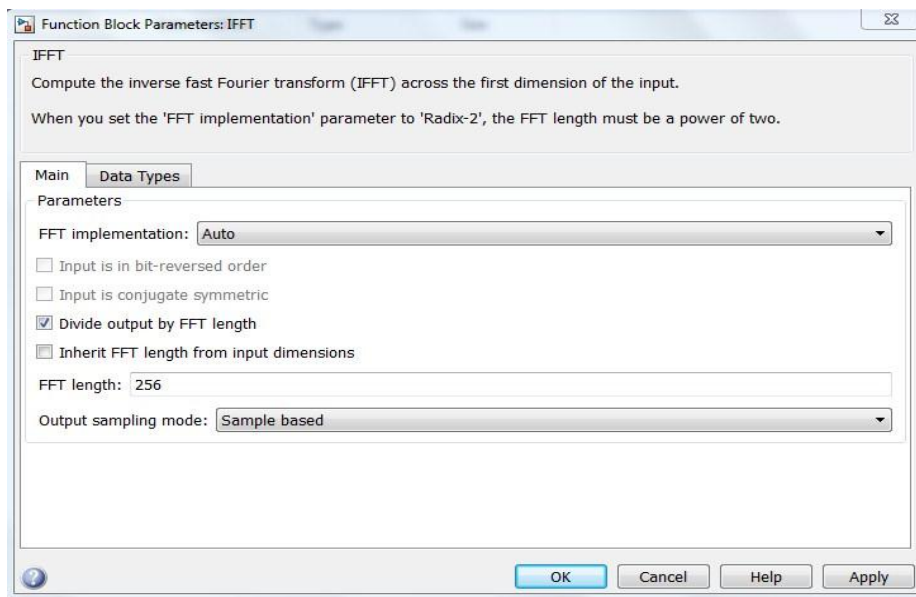 Function Block Parameters: IFFT
IFFT
Compute the inverse fast Fourier transform (IFFT) across the first dimension of the input.
When you set the 'FFT implementation' parameter to 'Radix-2', the FFT length must be a power of two.
Main Data Types
Parameters
FFT implementation: Auto
Input is in bit-reversed order
Input is conjugate symmetric
Divide output by FFT length
Inherit FFT length from input dimensions
FFT length: 256
Output sampling mode: Sample based
OK Cancel Help Apply